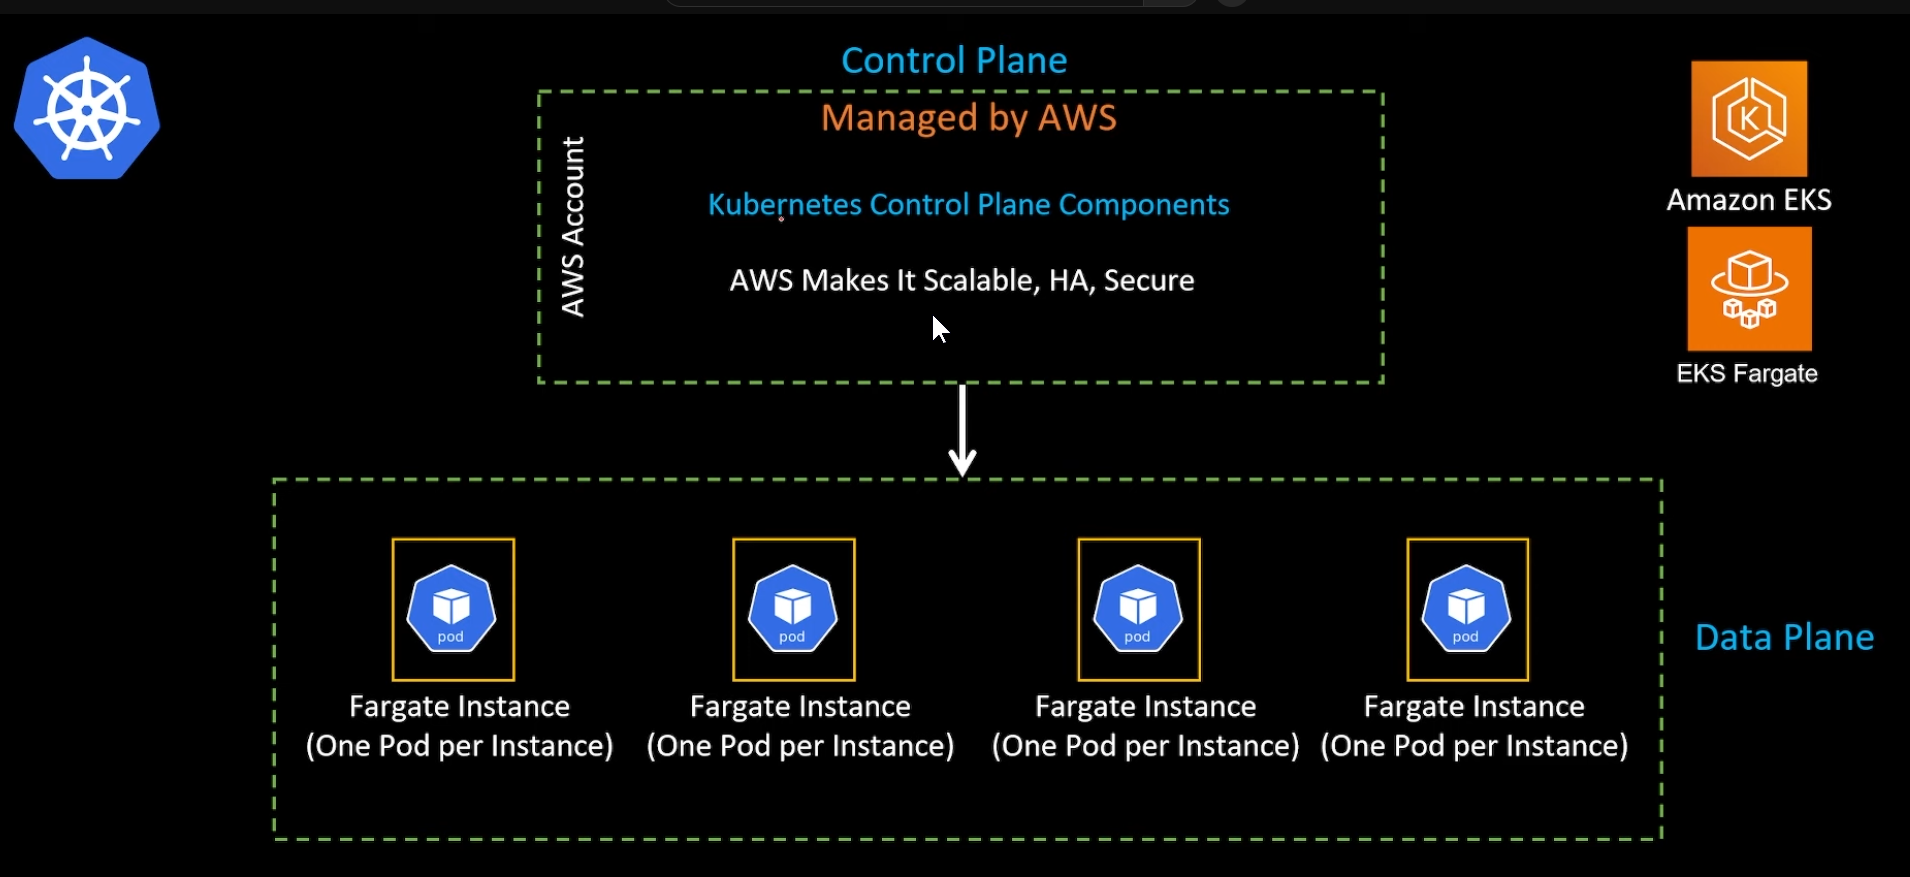 Control Plane
Managed by AWS
AWS Account
Kubernetes Control Plane Components
AWS Makes It Scalable, HA, Secure
K
Amazon EKS
EKS Fargate
pod
pod
pod
pod
Fargate Instance
(One Pod per Instance)
Fargate Instance
(One Pod per Instance)
Fargate Instance
(One Pod per Instance)
Fargate Instance
(One Pod per Instance)
Data Plane